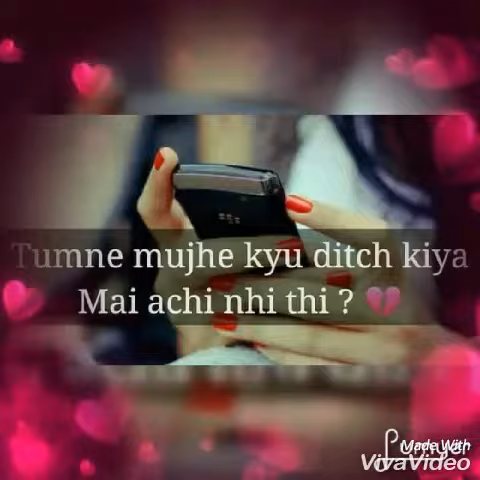 Tumne mujhe kyu ditch kiya
Mai achi nhi thi ? 💔
Made With
VivaVideo